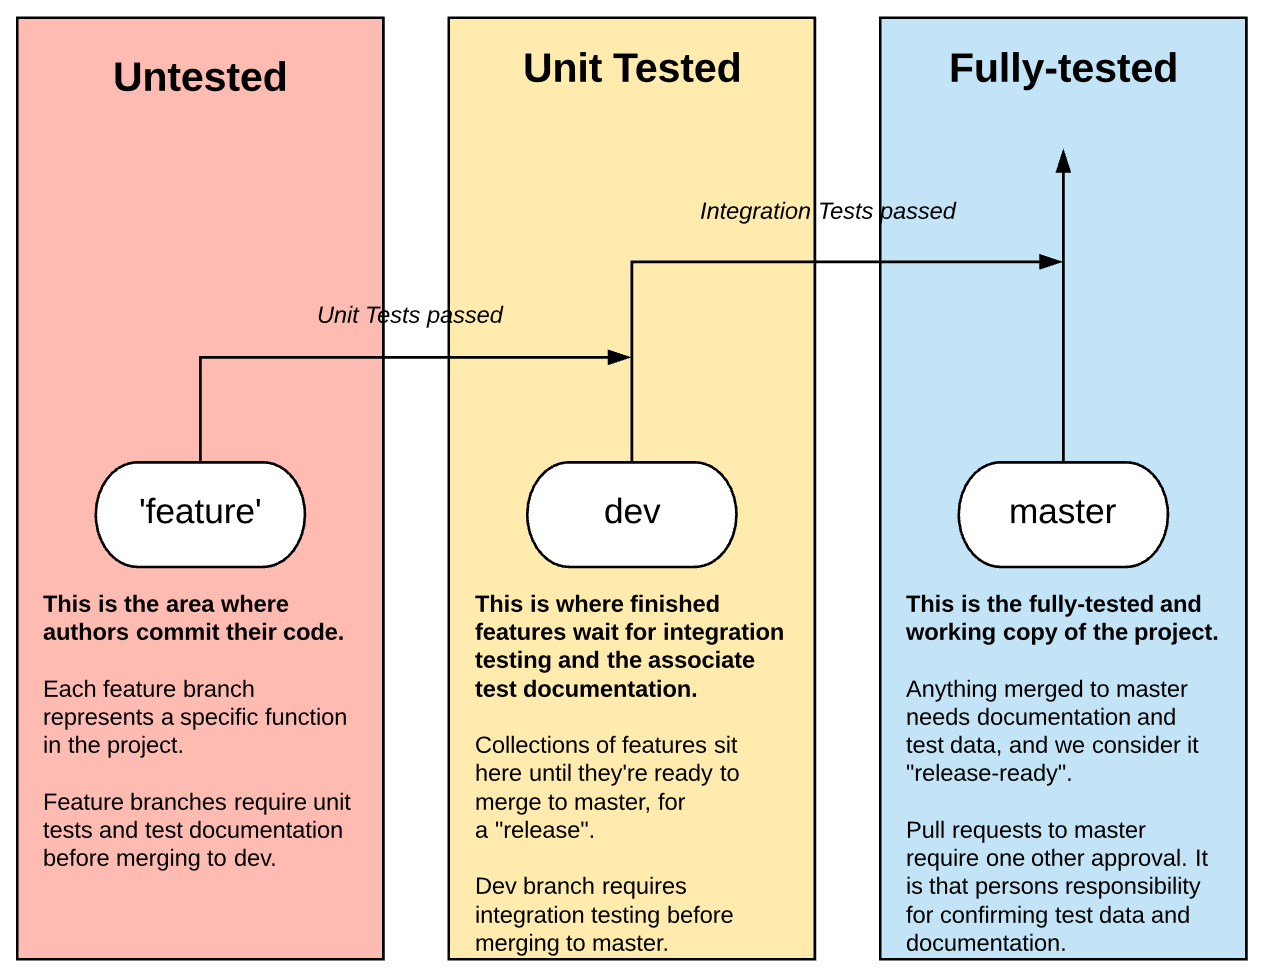 Untested
Unit Tested
Fully-tested
Integration Tests passed
Unit Tests passed
'feature'
dev
master
This is the area where
authors commit their code.
Each feature branch
represents a specific function
in the project.
Feature branches require unit
tests and test documentation
before merging to dev.
This is where finished
features wait for integration
testing and the associate
test documentation.
Collections of features sit
here until they're ready to
merge to master, for
a "release".
Dev branch requires
integration testing before
merging to master.
This is the fully-tested and
working copy of the project.
Anything merged to master
needs documentation and
test data, and we consider it
"release-ready".
Pull requests to master
require one other approval. It
is that persons responsibility
for confirming test data and
documentation.